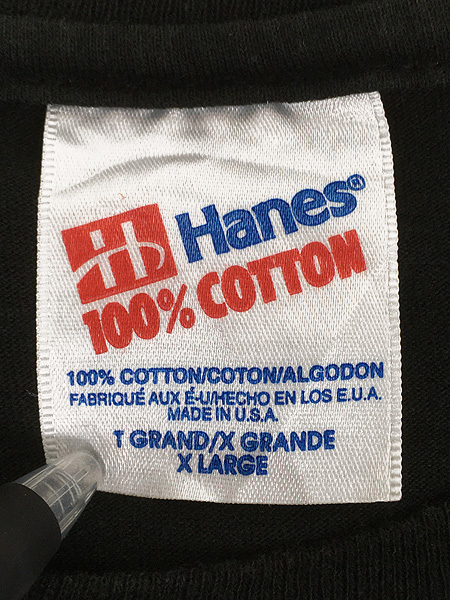 H
Hanes®
100% COTTON
100% COTTON/COTON/ALGODON
FABRIQUÉ AUX É-U/HECHO EN LOS E.U.A.
MADE IN U.S.A.
T GRAND/X GRANDE
X LARGE